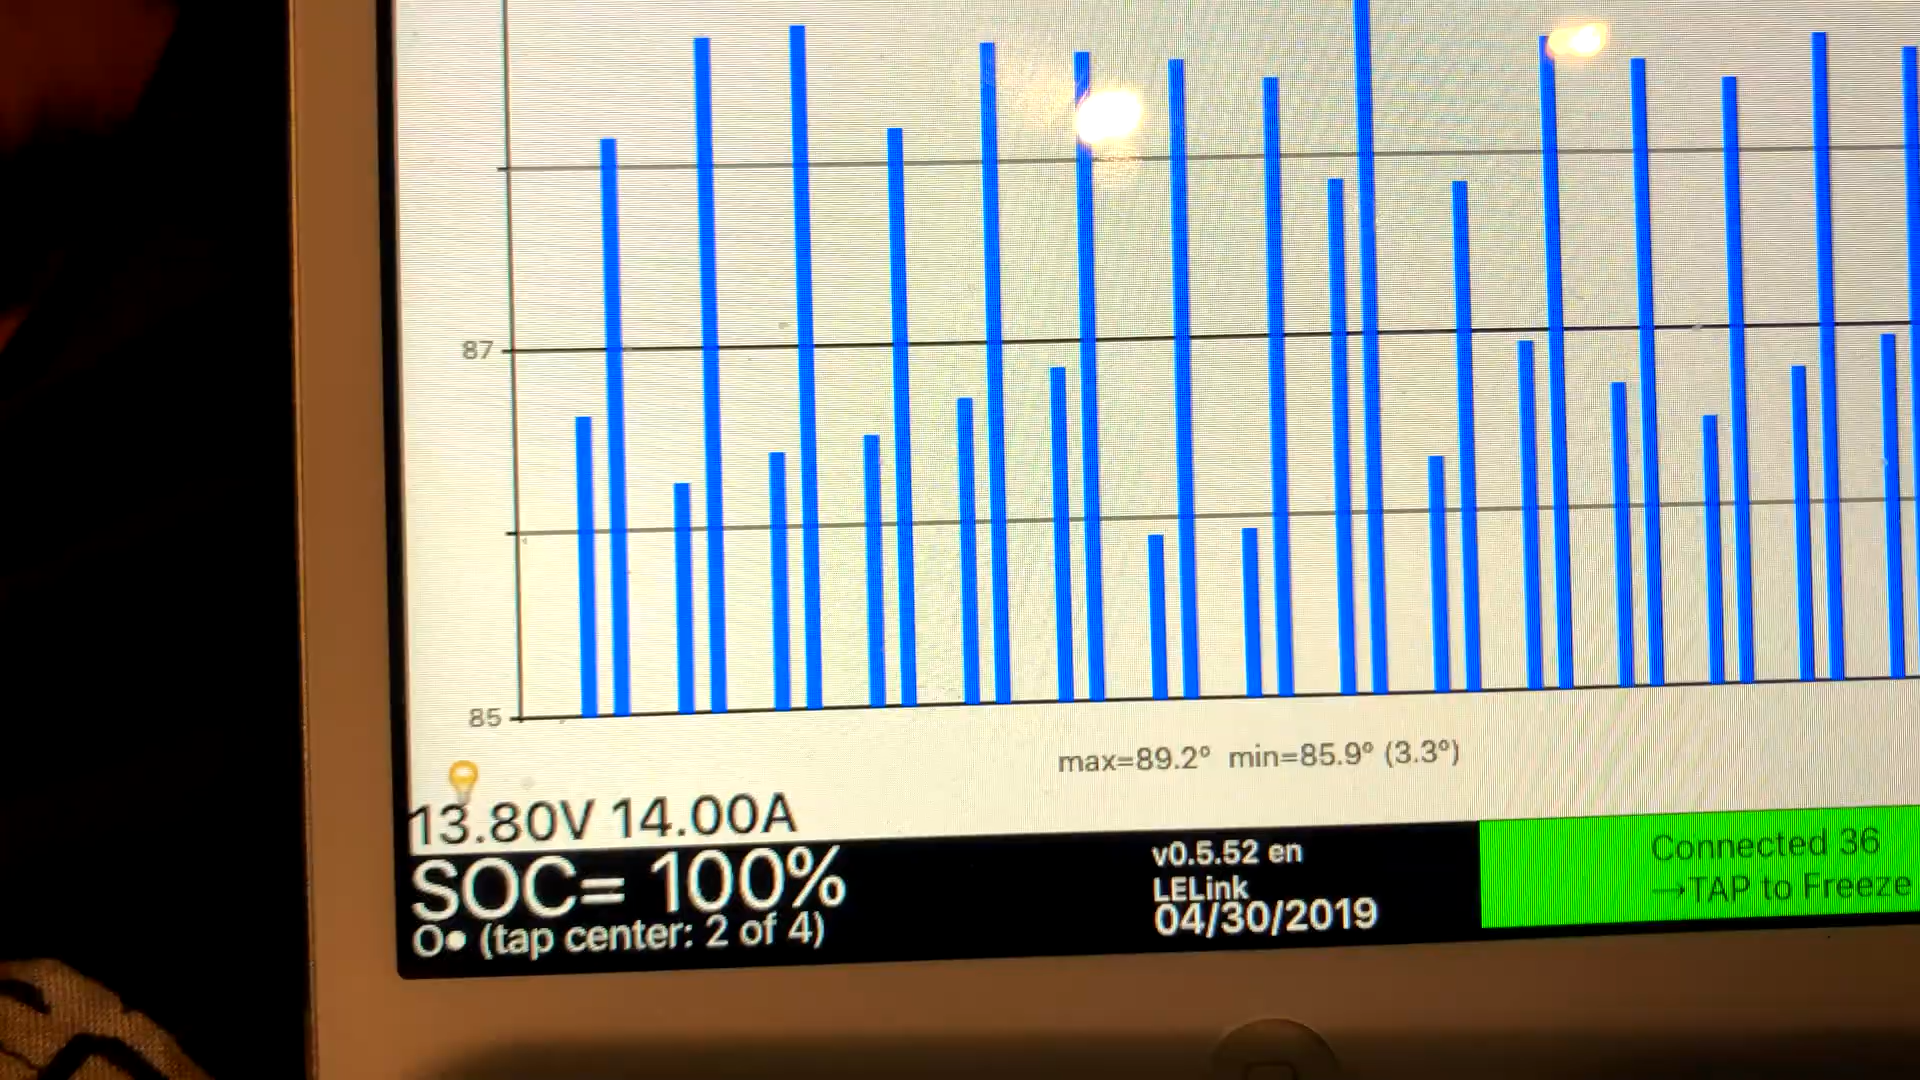 87
85
max=89.2° min=85.9° (3.3°)
13.80V 14.00A
SOC= 100%
O● (tap center: 2 of 4)
v0.5.52 en
LELink
04/30/2019
Connected 36
→TAP to Freeze